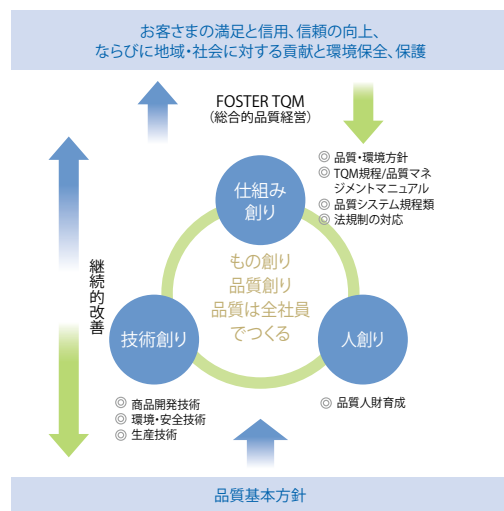 お客さまの満足と信用、信頼の向上、
ならびに地域・社会に対する貢献と環境保全、保護
FOSTER TQM
（総合的品質経営）
◎ 品質・環境方針
◎ TQM規程/品質マネ
ジメントマニュアル
◎ 品質システム規程類
◎ 法規制の対応
仕組み
創り
継続的改善
もの創り
品質創り
品質は全社員
でつくる
技術創り
人創り
◎ 商品開発技術
◎ 環境・安全技術
◎ 生産技術
◎ 品質人財育成
品質基本方針